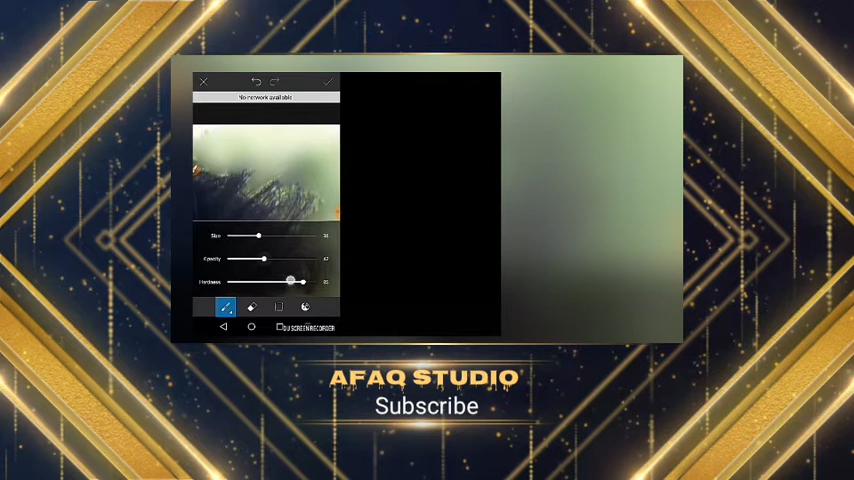 No network available
Size
Opacity
Hardness
DU SCREEN RECORDER
AFAQ STUDIO
Subscribe